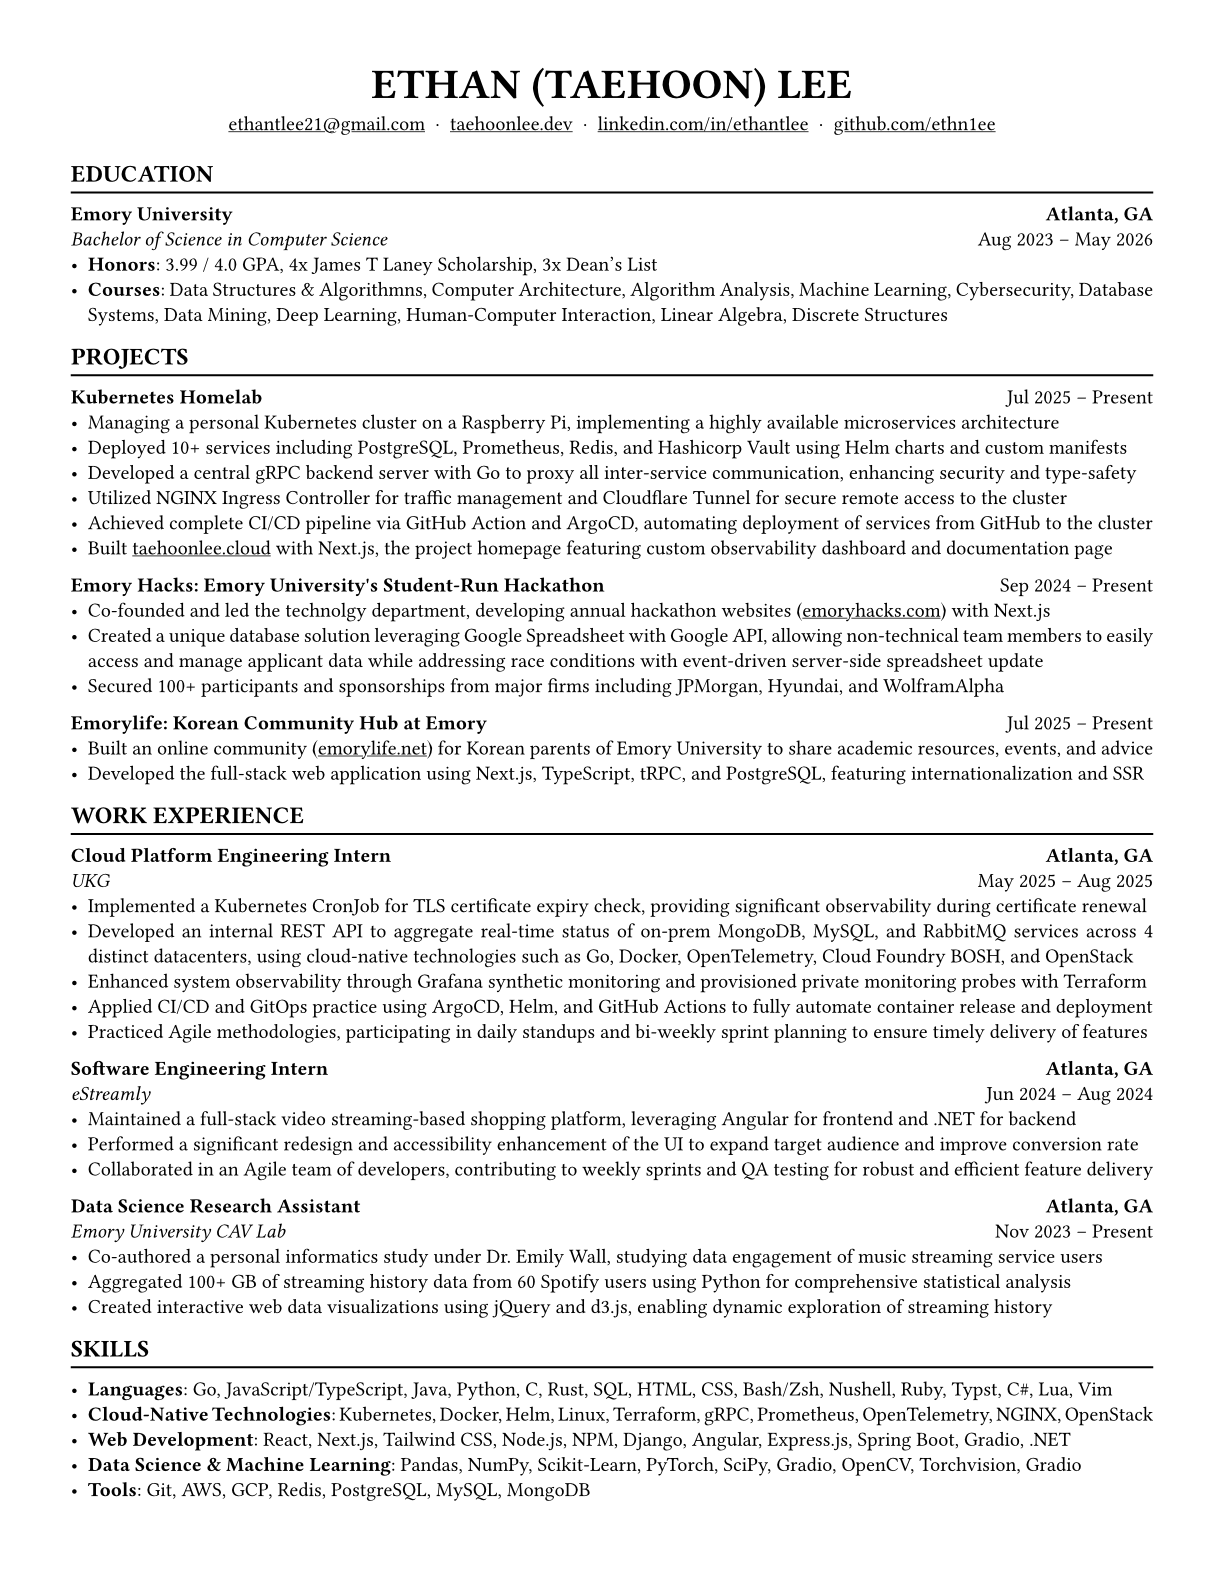 ETHAN (TAEHOON) LEE
ethantlee21@gmail.com · taehoonlee.dev · linkedin.com/in/ethantlee · github.com/ethn1ee
EDUCATION
Emory University Atlanta, GA
Bachelor of Science in Computer Science Aug 2023 – May 2026
• Honors: 3.99 / 4.0 GPA, 4x James T Laney Scholarship, 3x Dean’s List
• Courses: Data Structures & Algorithmns, Computer Architecture, Algorithm Analysis, Machine Learning, Cybersecurity, Database
Systems, Data Mining, Deep Learning, Human-Computer Interaction, Linear Algebra, Discrete Structures
PROJECTS
Kubernetes Homelab Jul 2025 – Present
• Managing a personal Kubernetes cluster on a Raspberry Pi, implementing a highly available microservices architecture
• Deployed 10+ services including PostgreSQL, Prometheus, Redis, and Hashicorp Vault using Helm charts and custom manifests
• Developed a central gRPC backend server with Go to proxy all inter-service communication, enhancing security and type-safety
• Utilized NGINX Ingress Controller for traffic management and Cloudflare Tunnel for secure remote access to the cluster
• Achieved complete CI/CD pipeline via GitHub Action and ArgoCD, automating deployment of services from GitHub to the cluster
• Built taehoonlee.cloud with Next.js, the project homepage featuring custom observability dashboard and documentation page
Emory Hacks: Emory University's Student-Run Hackathon Sep 2024 – Present
• Co-founded and led the technolgy department, developing annual hackathon websites (emoryhacks.com) with Next.js
• Created a unique database solution leveraging Google Spreadsheet with Google API, allowing non-technical team members to easily
access and manage applicant data while addressing race conditions with event-driven server-side spreadsheet update
• Secured 100+ participants and sponsorships from major firms including JPMorgan, Hyundai, and WolframAlpha
Emorylife: Korean Community Hub at Emory Jul 2025 – Present
• Built an online community (emorylife.net) for Korean parents of Emory University to share academic resources, events, and advice
• Developed the full-stack web application using Next.js, TypeScript, tRPC, and PostgreSQL, featuring internationalization and SSR
WORK EXPERIENCE
Cloud Platform Engineering Intern Atlanta, GA
UKG May 2025 – Aug 2025
• Implemented a Kubernetes CronJob for TLS certificate expiry check, providing significant observability during certificate renewal
• Developed an internal REST API to aggregate real-time status of on-prem MongoDB, MySQL, and RabbitMQ services across 4
distinct datacenters, using cloud-native technologies such as Go, Docker, OpenTelemetry, Cloud Foundry BOSH, and OpenStack
• Enhanced system observability through Grafana synthetic monitoring and provisioned private monitoring probes with Terraform
• Applied CI/CD and GitOps practice using ArgoCD, Helm, and GitHub Actions to fully automate container release and deployment
• Practiced Agile methodologies, participating in daily standups and bi-weekly sprint planning to ensure timely delivery of features
Software Engineering Intern Atlanta, GA
eStreamly Jun 2024 – Aug 2024
• Maintained a full-stack video streaming-based shopping platform, leveraging Angular for frontend and .NET for backend
• Performed a significant redesign and accessibility enhancement of the UI to expand target audience and improve conversion rate
• Collaborated in an Agile team of developers, contributing to weekly sprints and QA testing for robust and efficient feature delivery
Data Science Research Assistant Atlanta, GA
Emory University CAV Lab Nov 2023 – Present
• Co-authored a personal informatics study under Dr. Emily Wall, studying data engagement of music streaming service users
• Aggregated 100+ GB of streaming history data from 60 Spotify users using Python for comprehensive statistical analysis
• Created interactive web data visualizations using jQuery and d3.js, enabling dynamic exploration of streaming history
SKILLS
• Languages: Go, JavaScript/TypeScript, Java, Python, C, Rust, SQL, HTML, CSS, Bash/Zsh, Nushell, Ruby, Typst, C#, Lua, Vim
• Cloud-Native Technologies: Kubernetes, Docker, Helm, Linux, Terraform, gRPC, Prometheus, OpenTelemetry, NGINX, OpenStack
• Web Development: React, Next.js, Tailwind CSS, Node.js, NPM, Django, Angular, Express.js, Spring Boot, Gradio, .NET
• Data Science & Machine Learning: Pandas, NumPy, Scikit-Learn, PyTorch, SciPy, Gradio, OpenCV, Torchvision, Gradio
• Tools: Git, AWS, GCP, Redis, PostgreSQL, MySQL, MongoDB